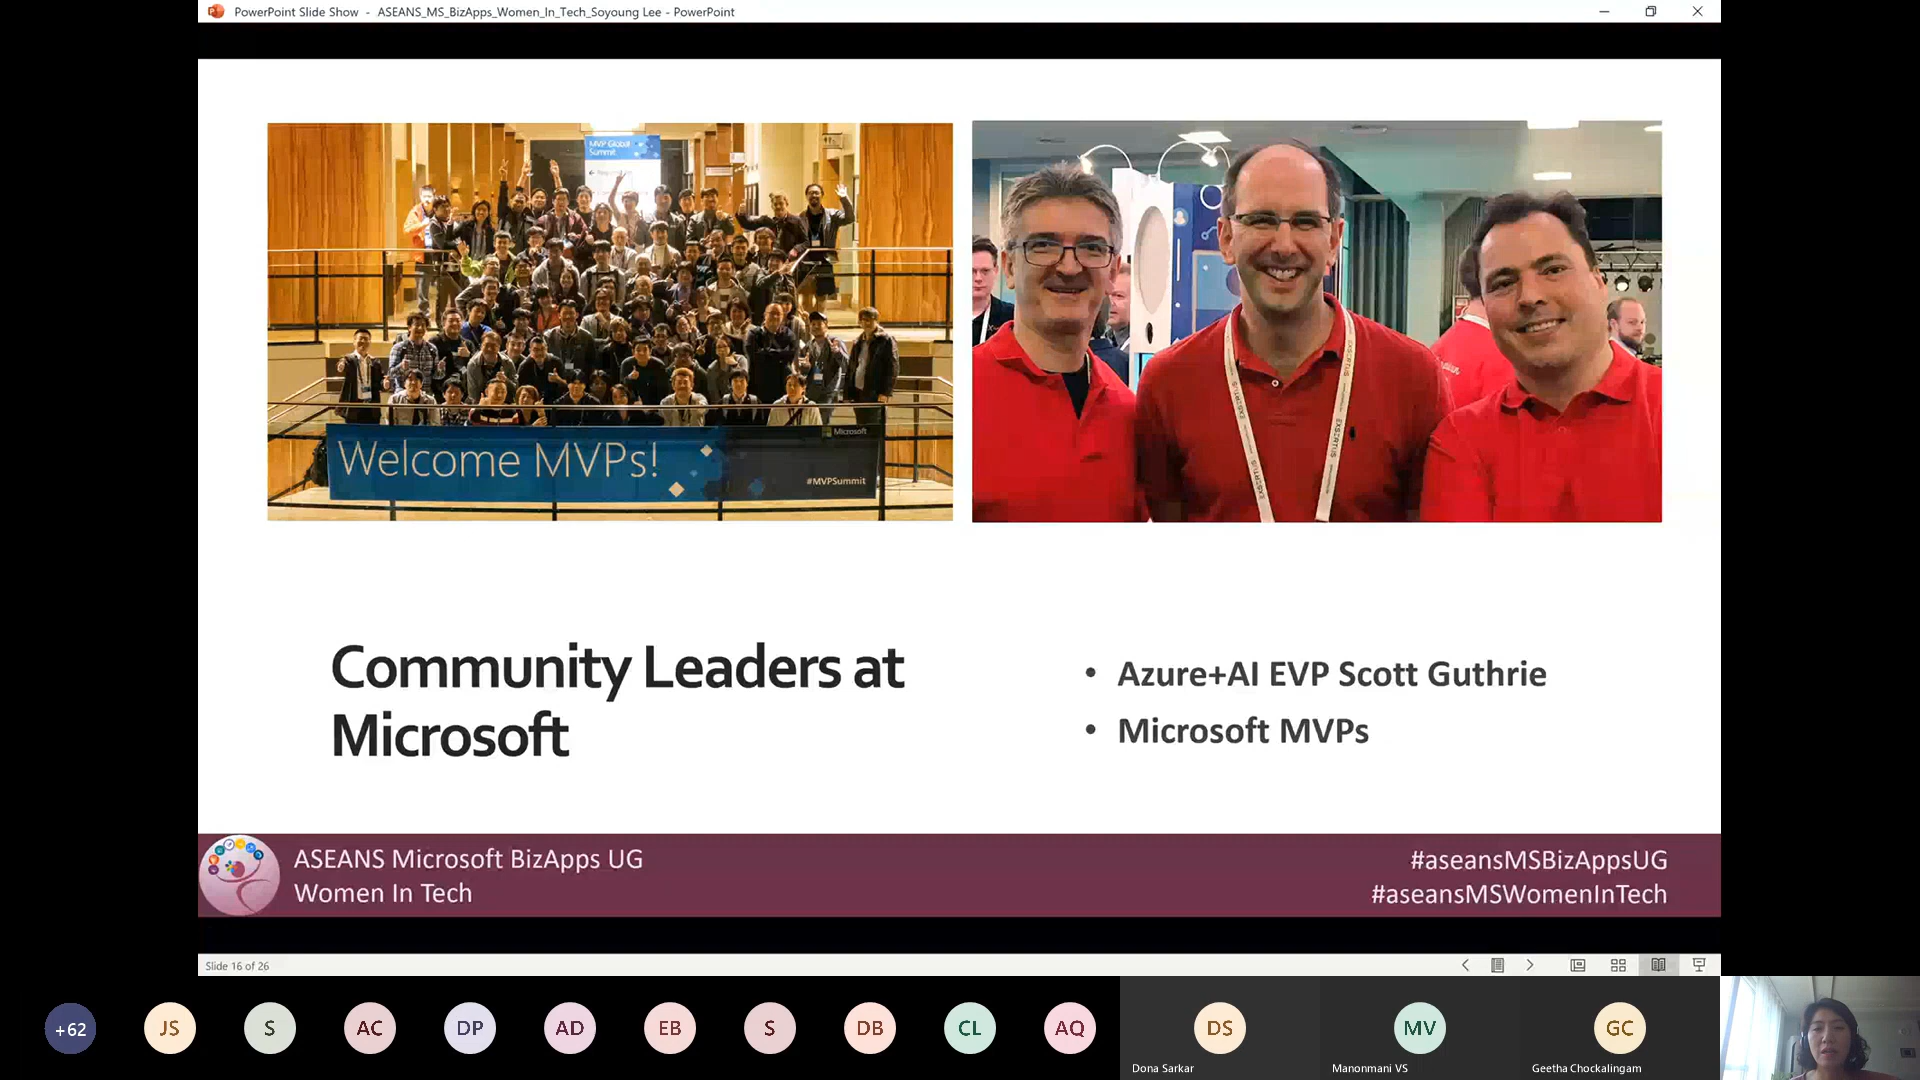 PowerPoint Slide Show - ASEANS_MS_BizApps_Women_In_Tech_Soyoung Lee - PowerPoint
MVP Global
Summit
Microsoft
Welcome MVPs!
#MVPSummit
Community Leaders at
Microsoft
• Azure+AI EVP Scott Guthrie
• Microsoft MVPs
ASEANS Microsoft BizApps UG
Women In Tech
#aseansMSBizAppsUG
#aseansMSWomenInTech
Slide 16 of 26
+62
JS
S
AC
DP
AD
EB
S
DB
CL
AQ
DS
Dona Sarkar
MV
Manonmani VS
GC
Geetha Chockalingam